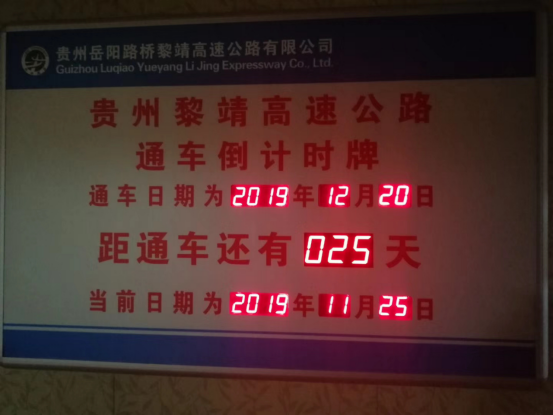 贵州岳阳路桥黎靖高速公路有限公司
Guizhou Luqiao Yueyang Li Jing Expressway Co., Ltd.
贵州黎靖高速公路
通车倒计时牌
通车日期为2019年12月20日
距通车还有025天
当前日期为2019年11月25日